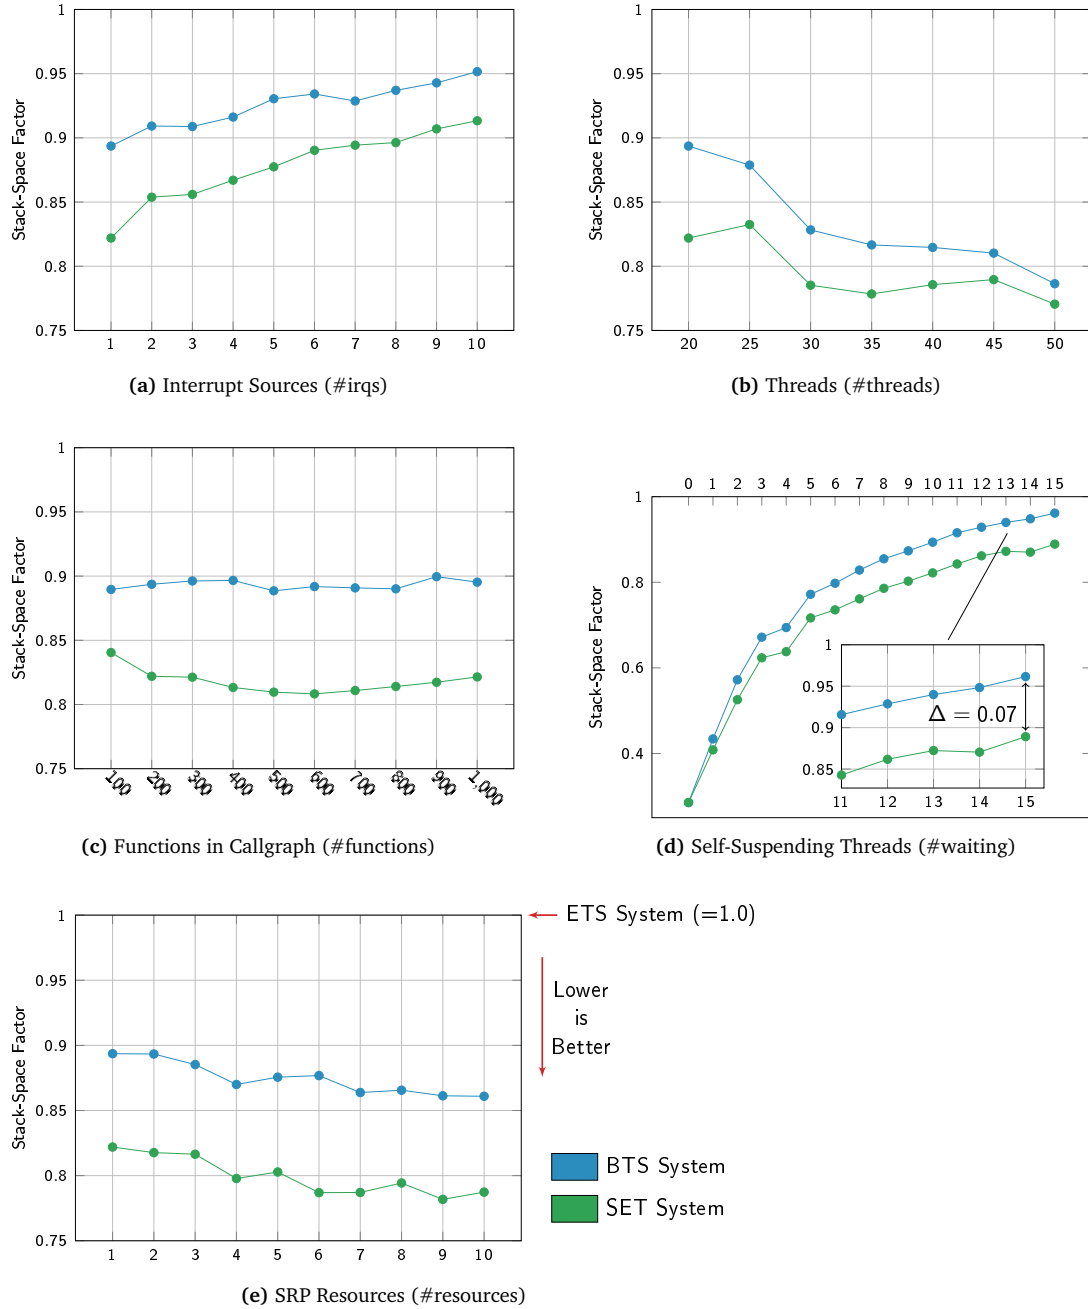 1
0.95
0.9
0.85
0.8
0.75
Stack-Space Factor
1 2 3 4 5 6 7 8 9 10
(a) Interrupt Sources (#irqs)
1
0.95
0.9
0.85
0.8
0.75
Stack-Space Factor
20 25 30 35 40 45 50
(b) Threads (#threads)
1
0.95
0.9
0.85
0.8
0.75
Stack-Space Factor
100 200 300 400 500 600 700 800 900 1,000
(c) Functions in Callgraph (#functions)
0 1 2 3 4 5 6 7 8 9 10 11 12 13 14 15
1
0.8
0.6
0.4
Stack-Space Factor
1
0.95
0.9
0.85
Δ = 0.07
11 12 13 14 15
(d) Self-Suspending Threads (#waiting)
1
0.95
0.9
0.85
0.8
0.75
Stack-Space Factor
1 2 3 4 5 6 7 8 9 10
(e) SRP Resources (#resources)
ETS System (=1.0)
Lower
is
Better
BTS System
SET System